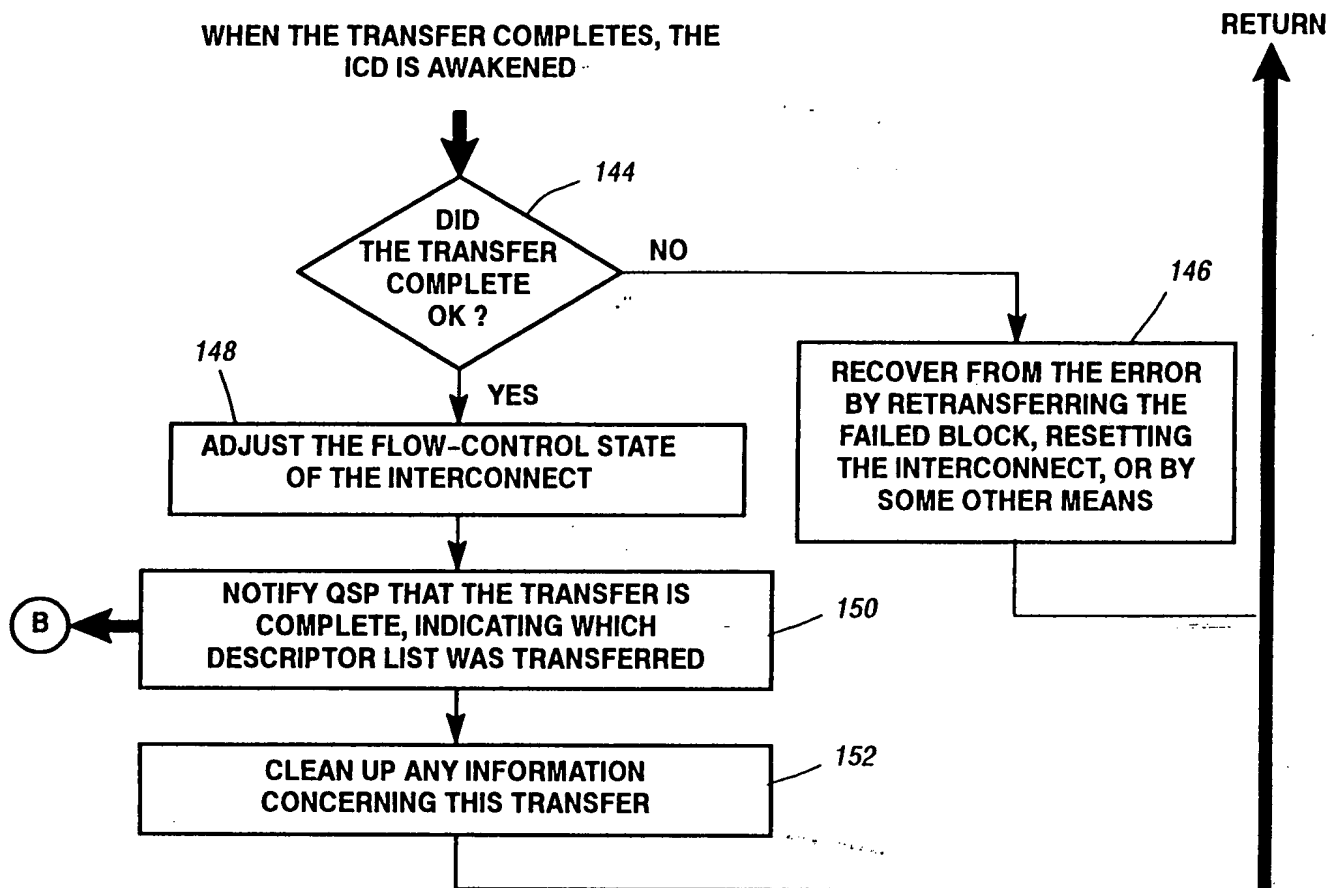 WHEN THE TRANSFER COMPLETES, THE
ICD IS AWAKENED
RETURN
144
DID
THE TRANSFER
COMPLETE
OK ?
NO
146
RECOVER FROM THE ERROR
BY RETRANSFERRING THE
FAILED BLOCK, RESETTING
THE INTERCONNECT, OR BY
SOME OTHER MEANS
148
YES
ADJUST THE FLOW-CONTROL STATE
OF THE INTERCONNECT
B
NOTIFY QSP THAT THE TRANSFER IS
COMPLETE, INDICATING WHICH
DESCRIPTOR LIST WAS TRANSFERRED
150
CLEAN UP ANY INFORMATION
CONCERNING THIS TRANSFER
152